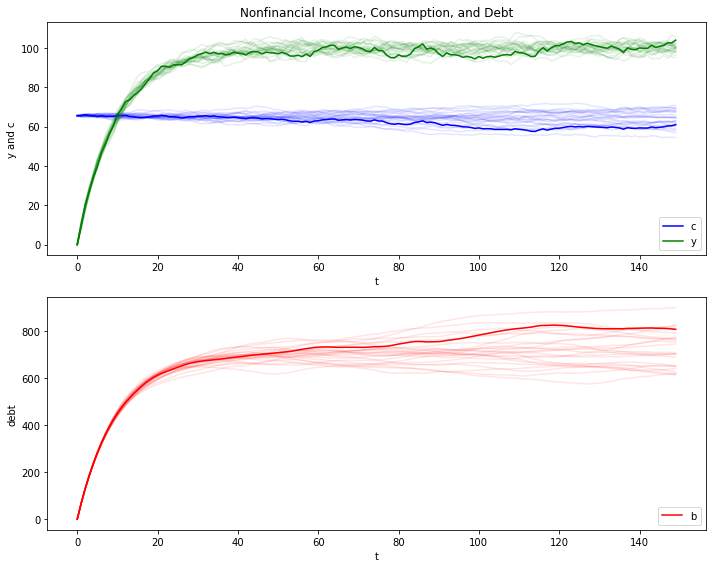 Nonfinancial Income, Consumption, and Debt
100
80
60
40
20
0
y and c
c
y
0 20 40 60 80 100 120 140
t
800
600
400
200
0
debt
b
0 20 40 60 80 100 120 140
t